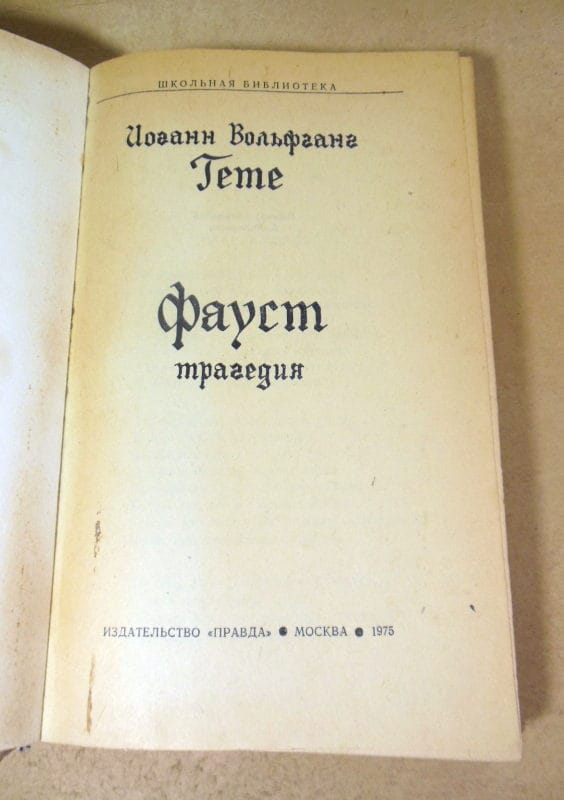 ШКОЛЬНАЯ БИБЛИОТЕКА
Иоганн Вольфганг
Гете
Фауст
трагедия
ИЗДАТЕЛЬСТВО «ПРАВДА» ● МОСКВА ● 1975